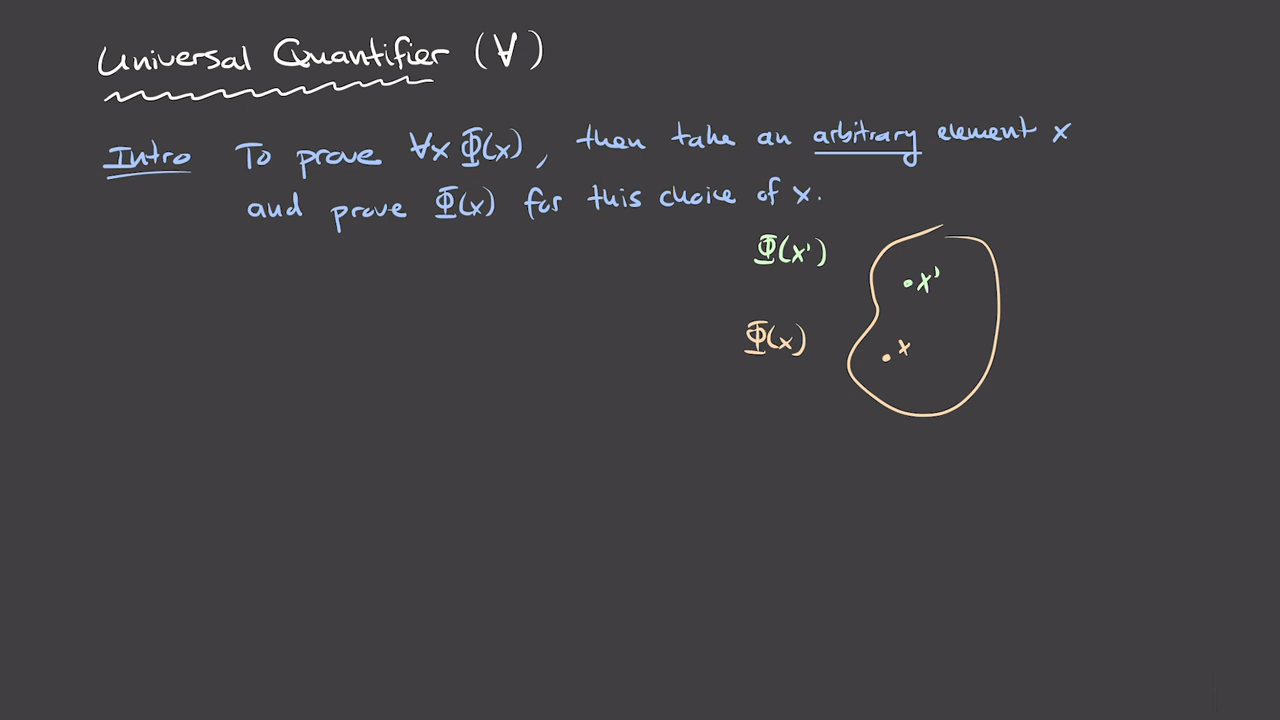 Universal Quantifier (∀)
Intro To prove ∀x Φ(x), then take an arbitrary element x
and prove Φ(x) for this choice of x.
Φ(x')
•x'
Φ(x)
•x